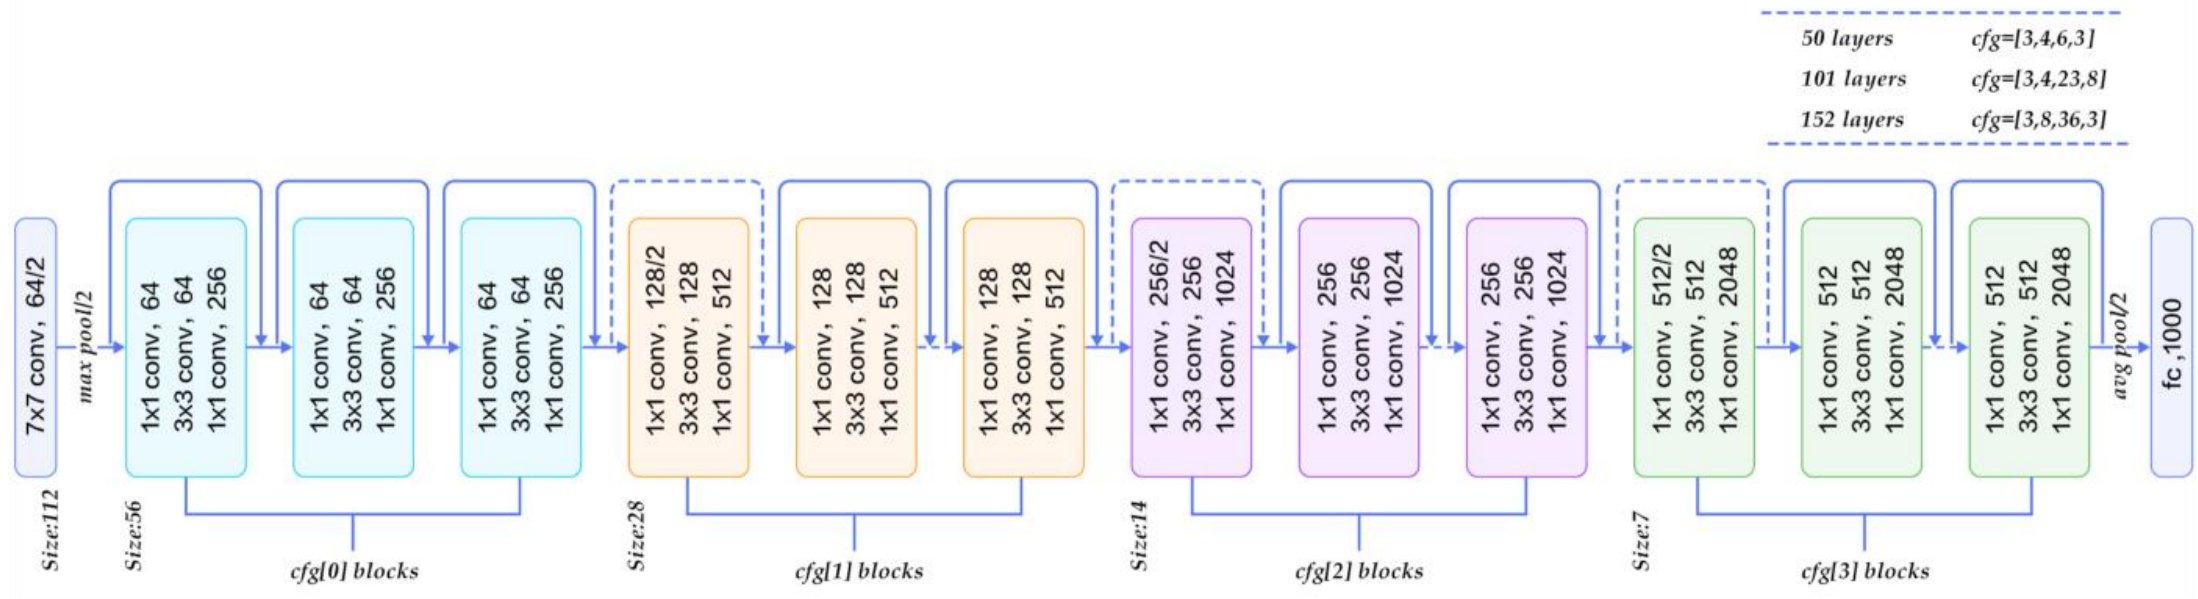 50 layers cfg=[3,4,6,3]
101 layers cfg=[3,4,23,8]
152 layers cfg=[3,8,36,3]
7x7 conv, 64/2
max pool/2
1x1 conv, 64
3x3 conv, 64
1x1 conv, 256
1x1 conv, 64
3x3 conv, 64
1x1 conv, 256
1x1 conv, 64
3x3 conv, 64
1x1 conv, 256
1x1 conv, 128/2
3x3 conv, 128
1x1 conv, 512
1x1 conv, 128
3x3 conv, 128
1x1 conv, 512
1x1 conv, 128
3x3 conv, 128
1x1 conv, 512
1x1 conv, 256/2
3x3 conv, 256
1x1 conv, 1024
1x1 conv, 256
3x3 conv, 256
1x1 conv, 1024
1x1 conv, 256
3x3 conv, 256
1x1 conv, 1024
1x1 conv, 512/2
3x3 conv, 512
1x1 conv, 2048
1x1 conv, 512
3x3 conv, 512
1x1 conv, 2048
1x1 conv, 512
3x3 conv, 512
1x1 conv, 2048
avg pool/2
fc ,1000
Size:112
Size:56
cfg[0] blocks
Size:28
cfg[1] blocks
Size:14
cfg[2] blocks
Size:7
cfg[3] blocks